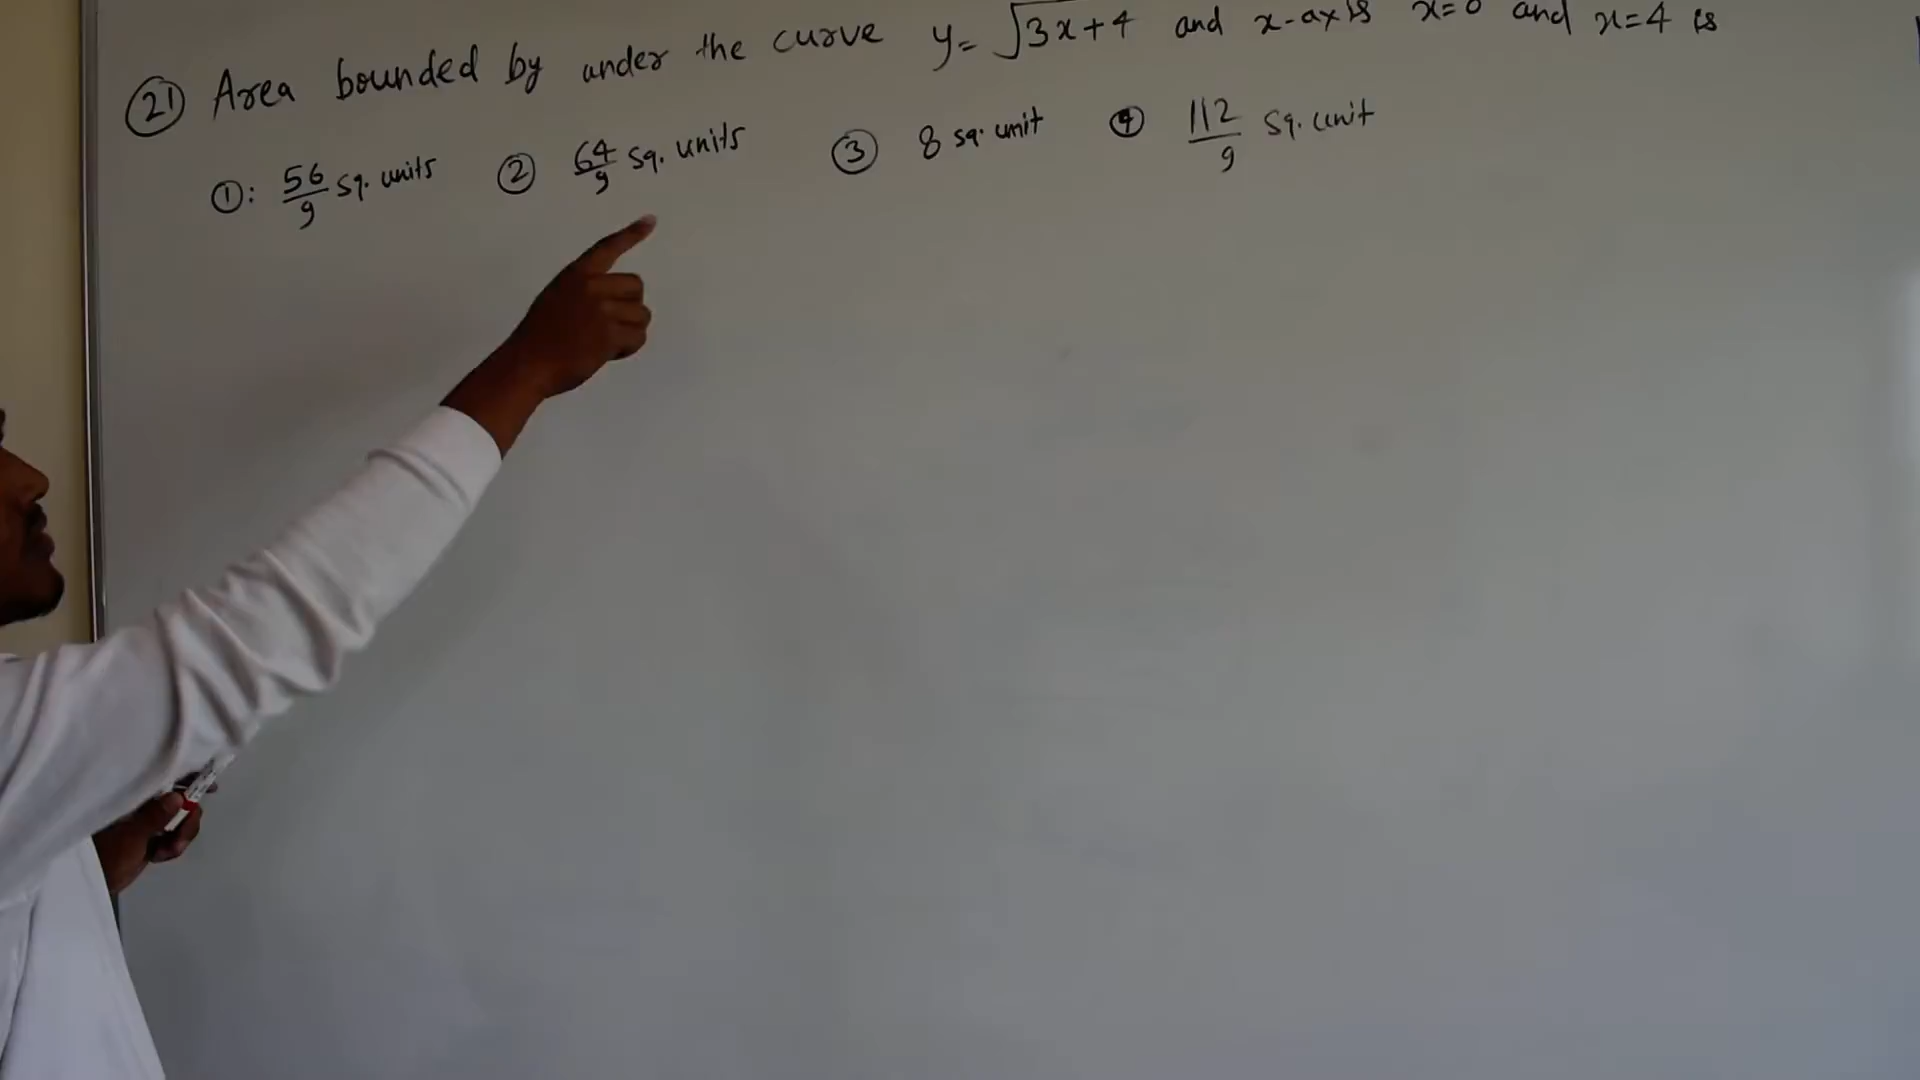 21 Area bounded by under the curve y= √3x+4 and x-axis x=0 and x=4 is
①: 56/9 sq. units ② 64/9 sq. units ③ 8 sq. unit ④ 112/9 sq. unit